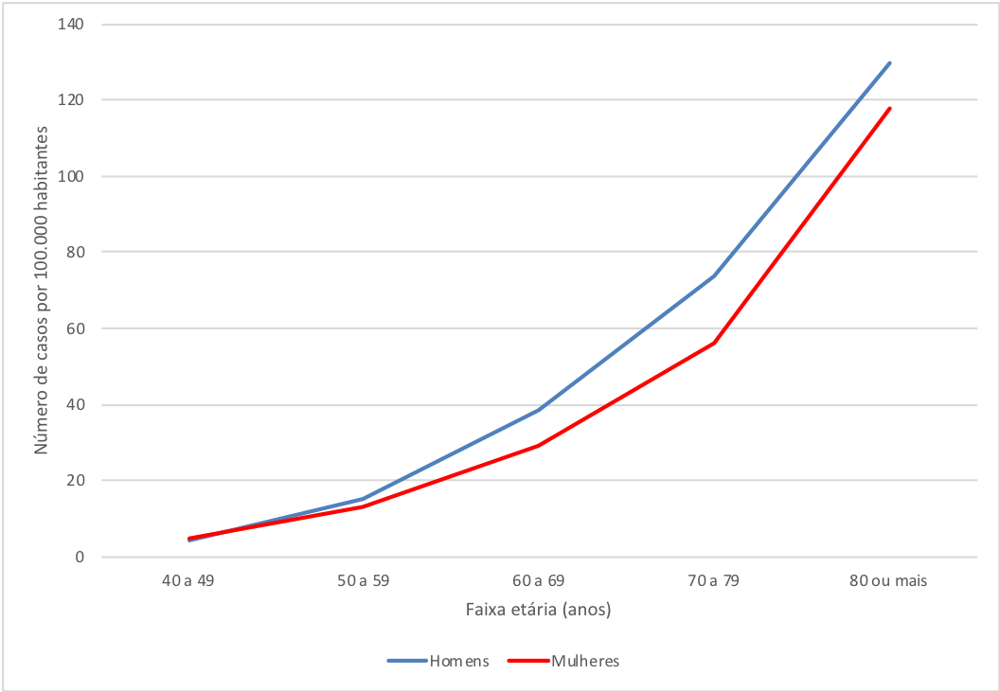 140
120
100
80
60
40
20
0
Número de casos por 100.000 habitantes
40 a 49 50 a 59 60 a 69 70 a 79 80 ou mais
Faixa etária (anos)
Homens Mulheres